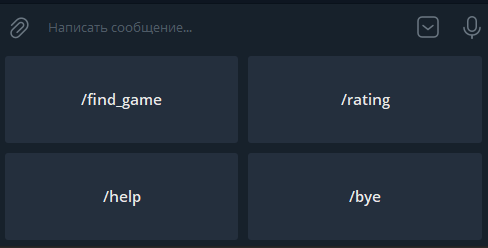 Написать сообщение...
/find_game
/rating
/help
/bye